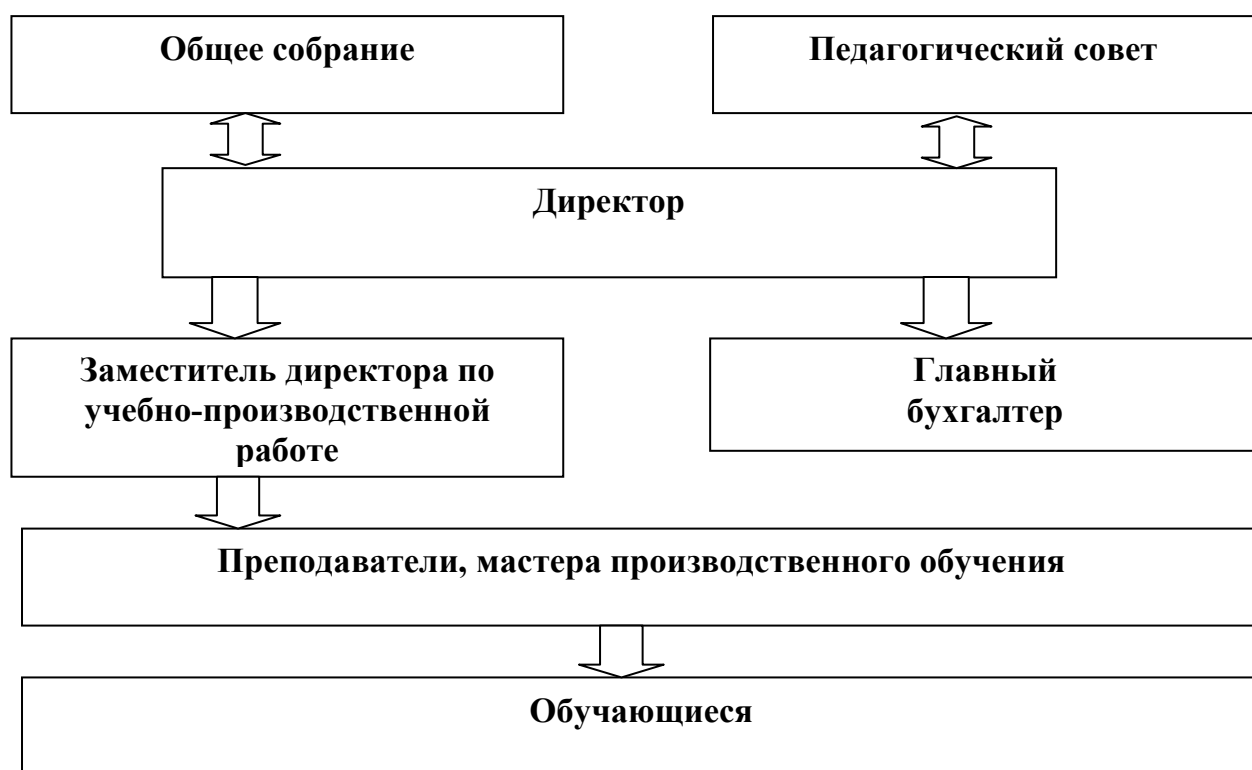 Общее собрание
Педагогический совет
Директор
Заместитель директора по
учебно-производственной
работе
Главный
бухгалтер
Преподаватели, мастера производственного обучения
Обучающиеся